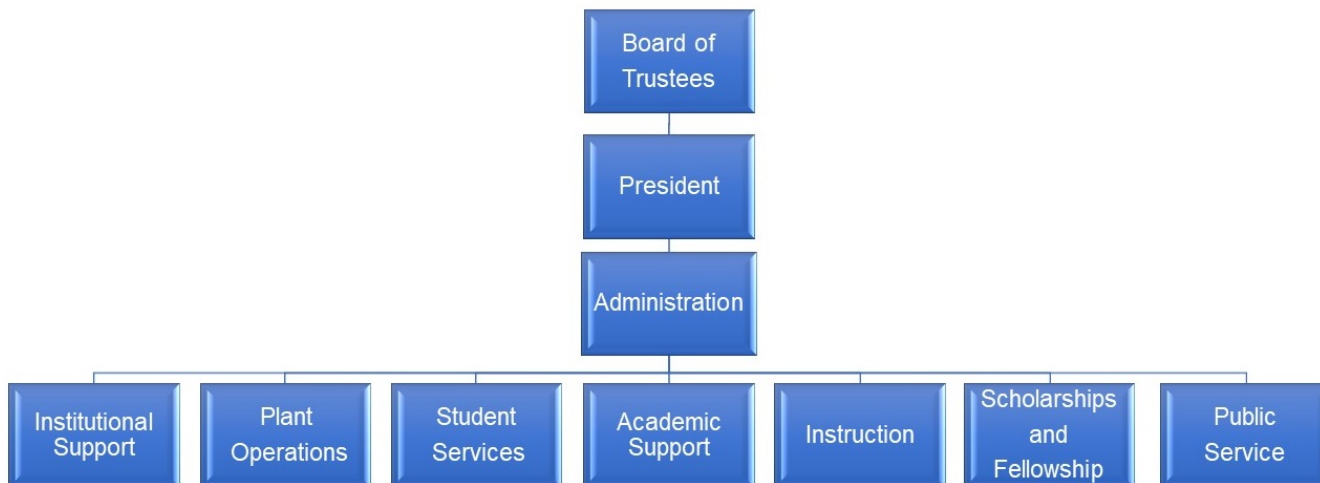 Board of
Trustees
President
Administration
Institutional
Support
Plant
Operations
Student
Services
Academic
Support
Instruction
Scholarships
and
Fellowship
Public
Service